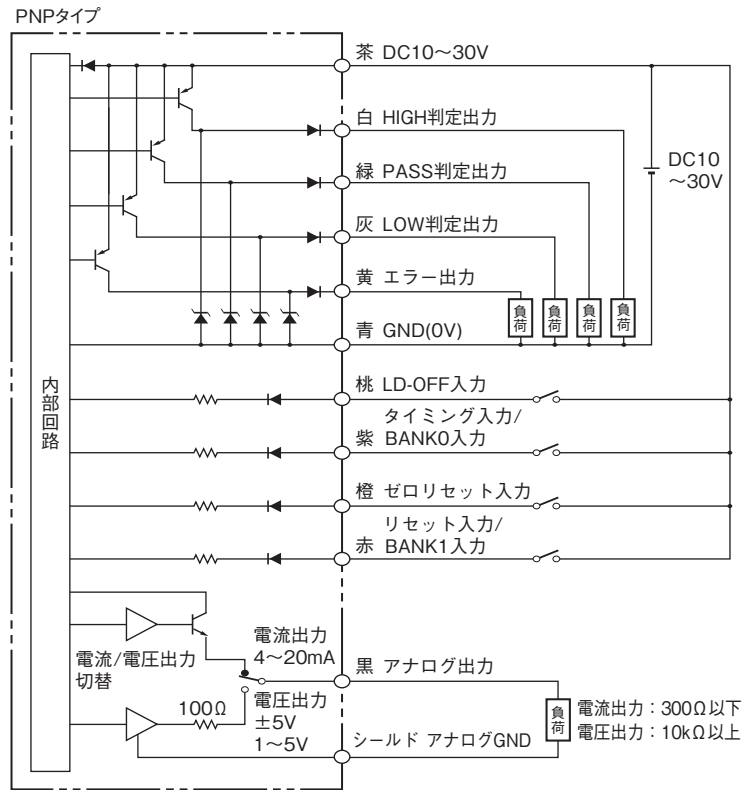 PNPタイプ
茶 DC10～30V
白 HIGH判定出力
DC10
～30V
緑 PASS判定出力
灰 LOW判定出力
黄 エラー出力
負荷
負荷
負荷
負荷
青 GND(0V)
内部回路
桃 LD-OFF入力
タイミング入力/
紫 BANK0入力
橙 ゼロリセット入力
リセット入力/
赤 BANK1入力
電流出力
4～20mA
電流/電圧出力
切替
黒 アナログ出力
100Ω
電圧出力
±5V
1～5V
負荷
電流出力：300Ω以下
電圧出力：10kΩ以上
シールド アナログGND